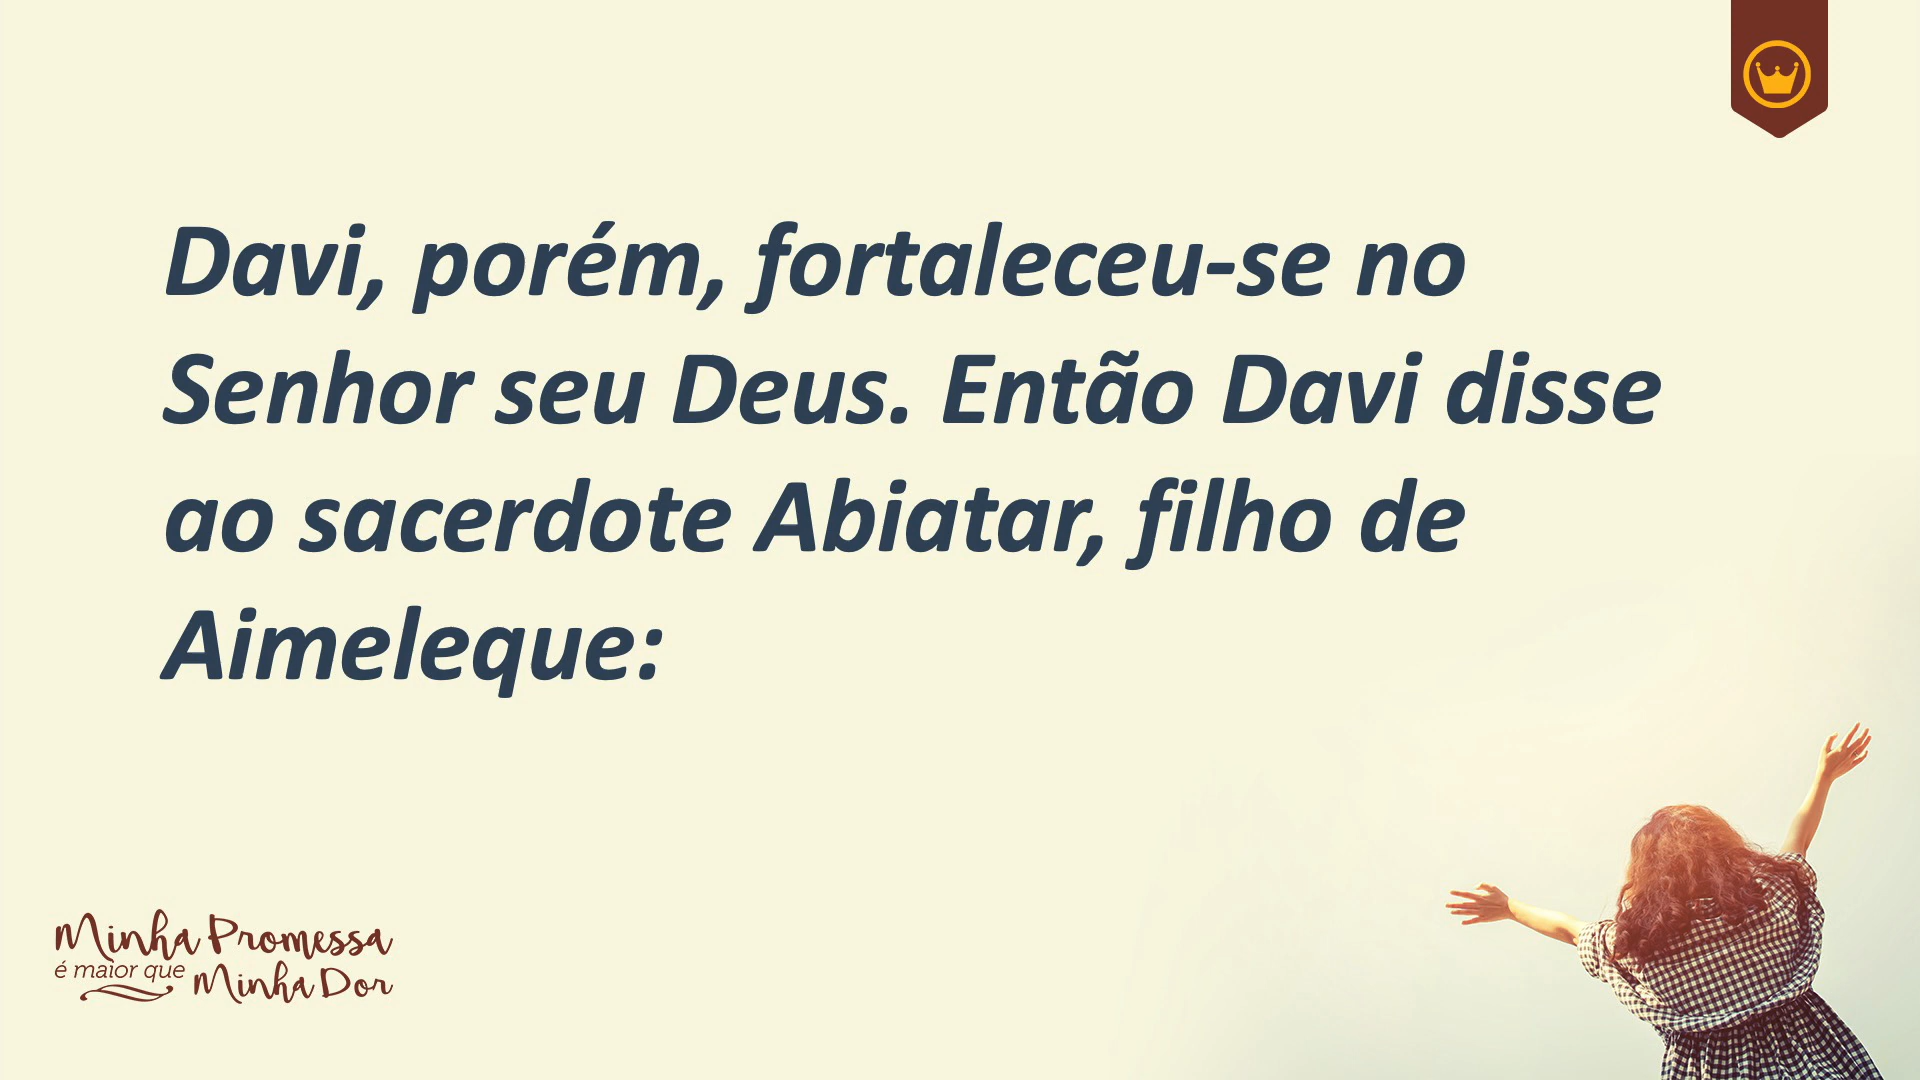 Davi, porém, fortaleceu-se no
Senhor seu Deus. Então Davi disse
ao sacerdote Abiatar, filho de
Aimeleque:
Minha Promessa
é maior que Minha Dor